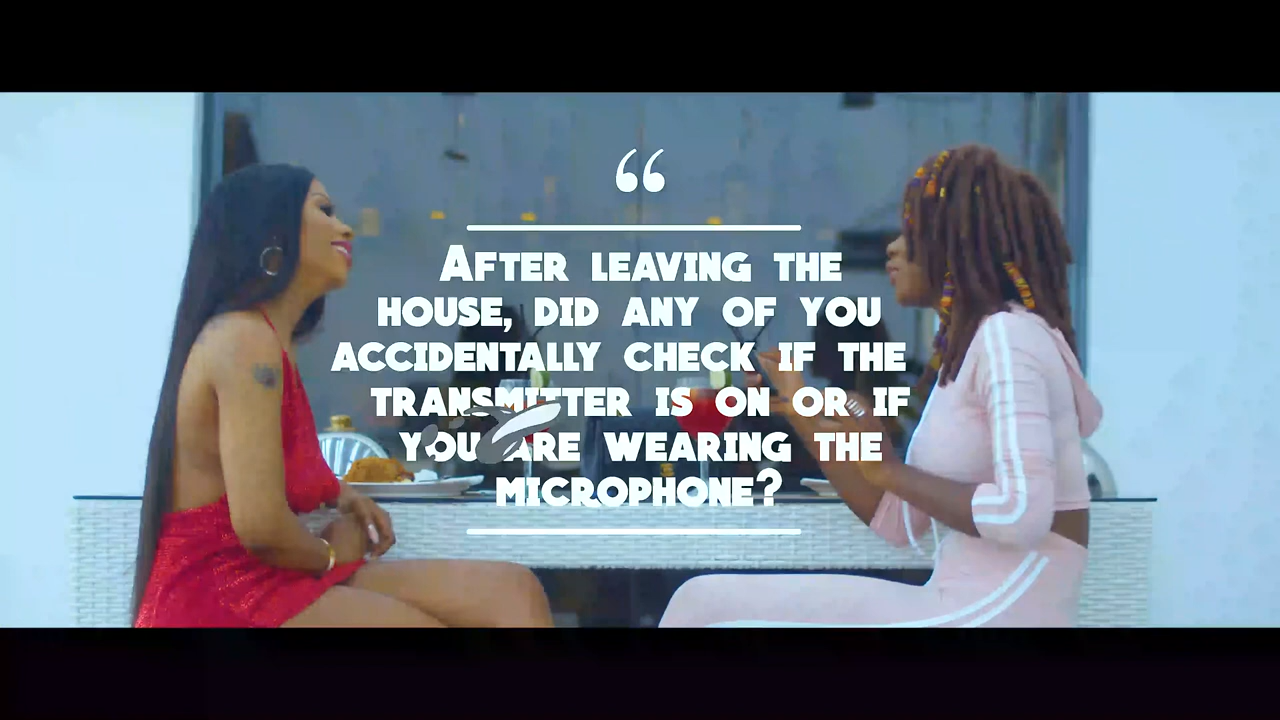 “
After leaving the
house, did any of you
accidentally check if the
transmitter is on or if
you are wearing the
microphone?